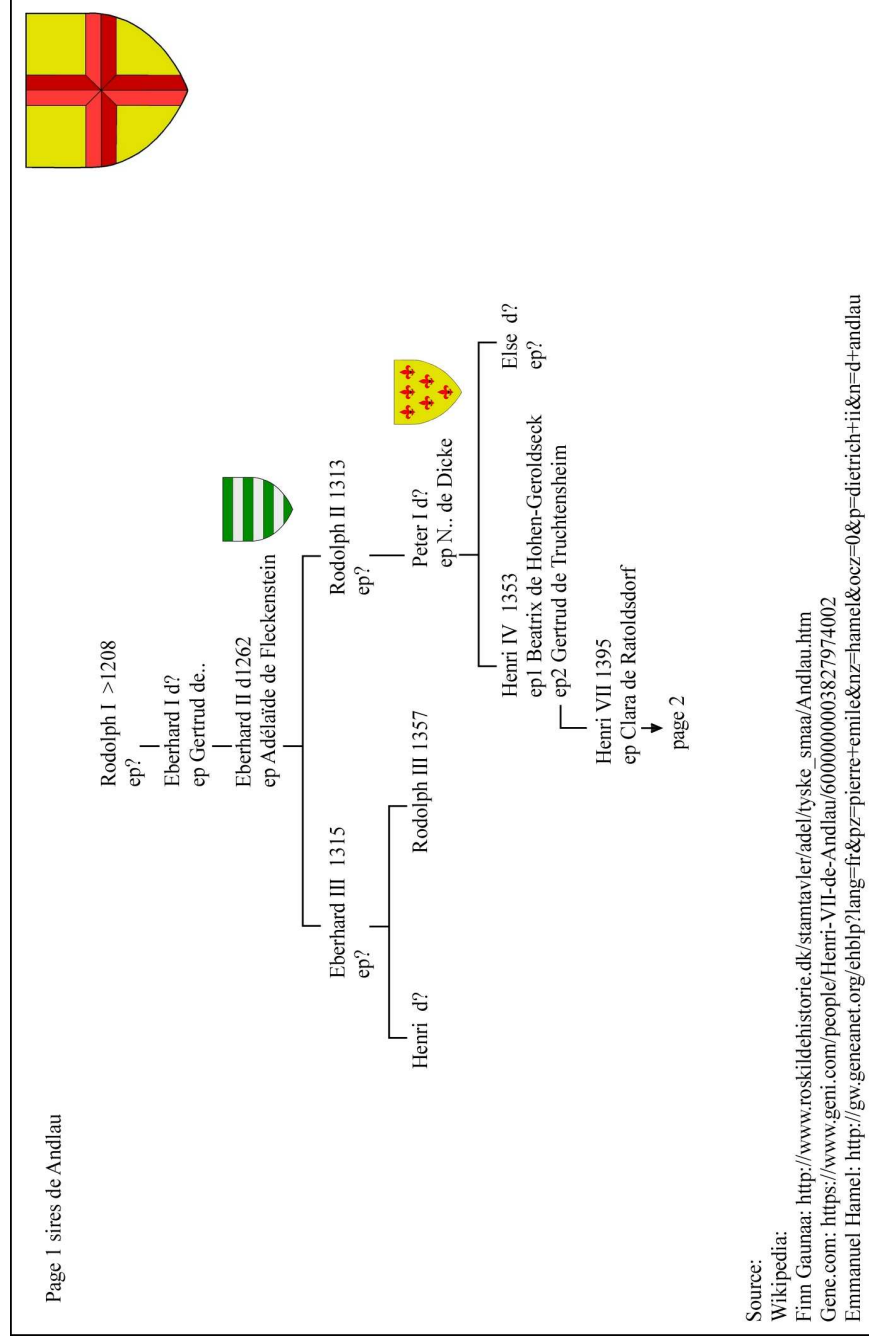 Page 1 sires de Andlau
Rodolph I  >1208
ep?
Eberhard I d?
ep Gertrud de..
Eberhard II d1262
ep Adélaïde de Fleckenstein
Eberhard III  1315
ep?
Rodolph II 1313
ep?
Henri  d?
Rodolph III 1357
Peter I d?
ep N.. de Dicke
Henri IV  1353
ep1 Beatrix de Hohen-Geroldseck
ep2 Gertrud de Truchtensheim
Else  d?
ep?
Henri VII 1395
ep Clara de Ratoldsdorf
page 2
Source:
Wikipedia:
Finn Gaunaa: http://www.roskildehistorie.dk/stamtavler/adel/tyske_smaa/Andlau.htm
Gene.com: https://www.geni.com/people/Henri-VII-de-Andlau/6000000003827974002
Emmanuel Hamel: http://gw.geneanet.org/ehblp?lang=fr&pz=pierre+emile&nz=hamel&ocz=0&p=dietrich+ii&n=d+andlau